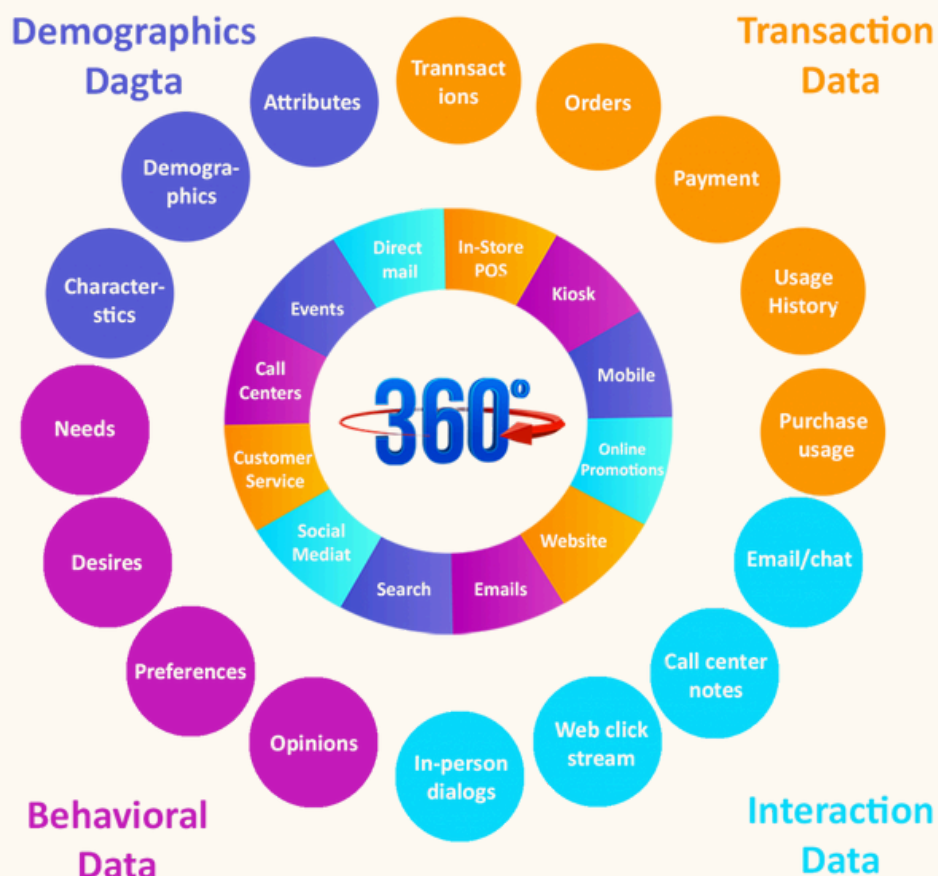 Demographics
Dagta
Transaction
Data
Attributes
Trannsact
ions
Orders
Demogra-
phics
Payment
Character-
stics
Usage
History
Needs
Purchase
usage
Desires
Email/chat
Preferences
Call center
notes
Opinions
Web click
stream
In-person
dialogs
Direct
mail
In-Store
POS
Kiosk
Mobile
Online
Promotions
Website
Emails
Search
Social
Mediat
Customer
Service
Call
Centers
Events
360°
Behavioral
Data
Interaction
Data